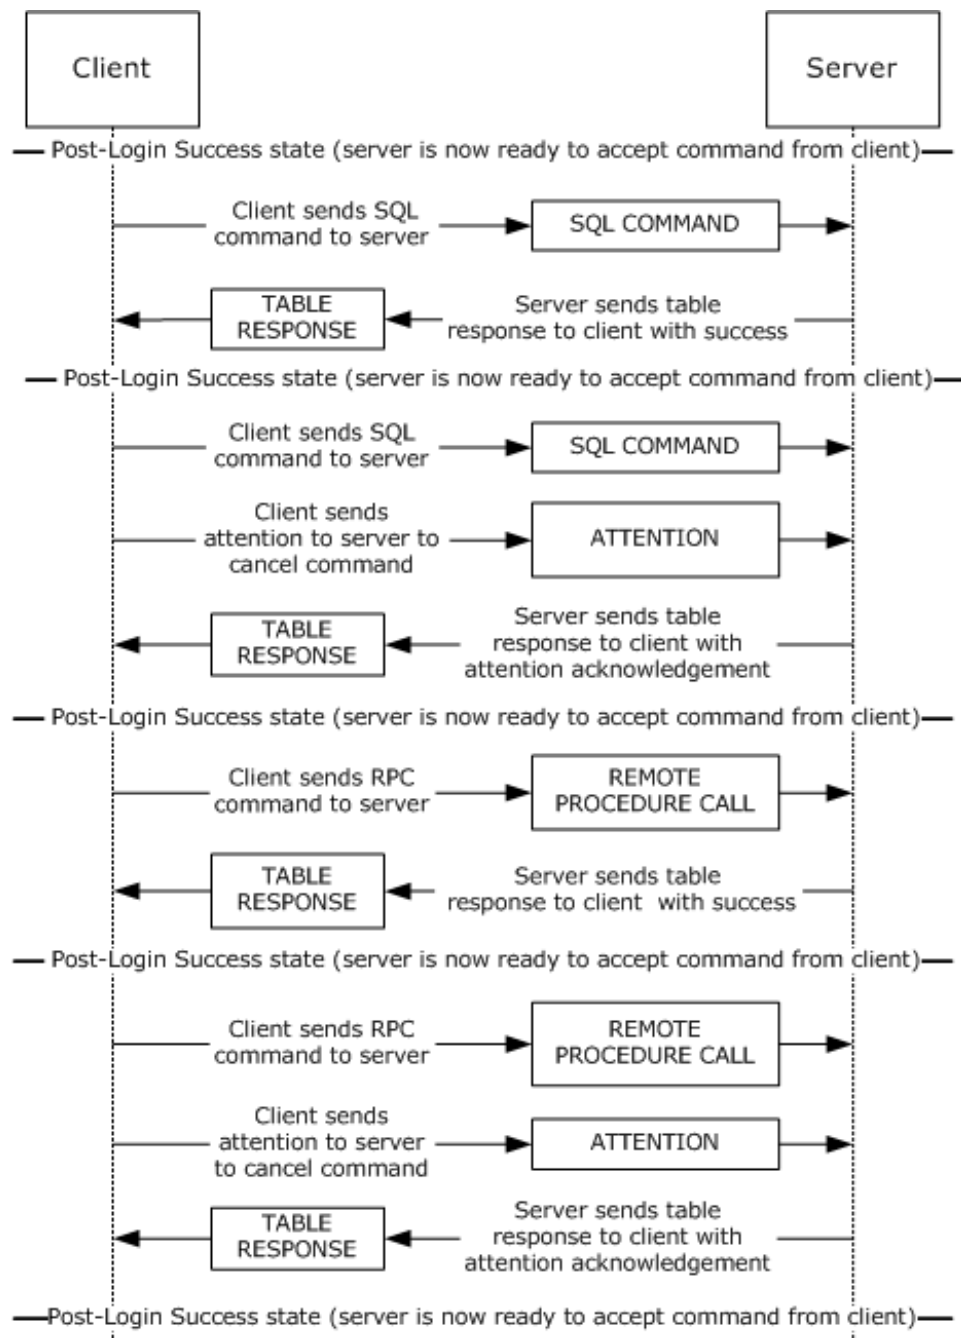 Client
Server
Post-Login Success state (server is now ready to accept command from client)
Client sends SQL
command to server
SQL COMMAND
TABLE
RESPONSE
Server sends table
response to client with success
Post-Login Success state (server is now ready to accept command from client)
Client sends SQL
command to server
SQL COMMAND
Client sends
attention to server to
cancel command
ATTENTION
TABLE
RESPONSE
Server sends table
response to client with
attention acknowledgement
Post-Login Success state (server is now ready to accept command from client)
Client sends RPC
command to server
REMOTE
PROCEDURE CALL
TABLE
RESPONSE
Server sends table
response to client with success
Post-Login Success state (server is now ready to accept command from client)
Client sends RPC
command to server
REMOTE
PROCEDURE CALL
Client sends
attention to server
to cancel command
ATTENTION
TABLE
RESPONSE
Server sends table
response to client with
attention acknowledgement
Post-Login Success state (server is now ready to accept command from client)